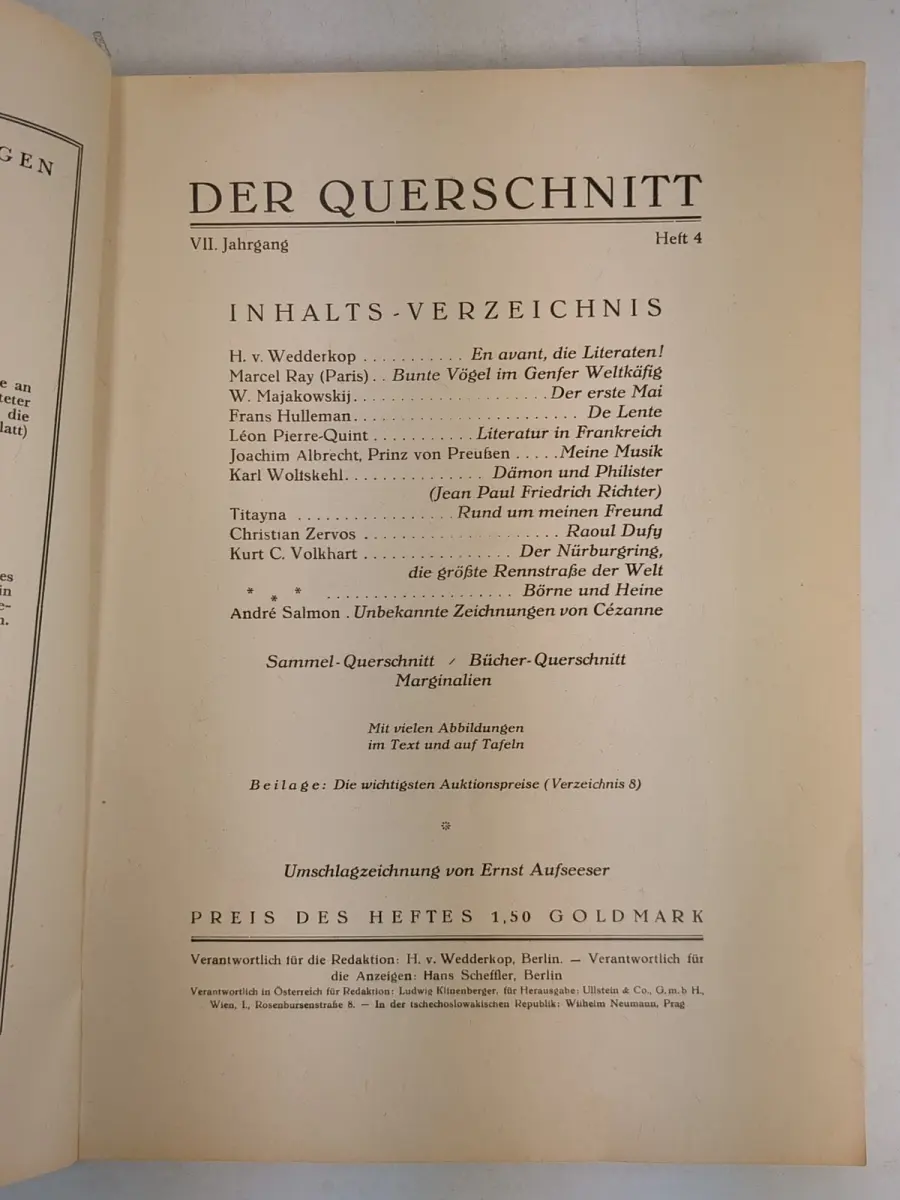 GEN
e an
teter
die
latt)
es
in
e-
n.
DER QUERSCHNITT
VII. Jahrgang Heft 4
INHALTS-VERZEICHNIS
H. v. Wedderkop . . . . . . . . . . . En avant, die Literaten!
Marcel Ray (Paris) . . Bunte Vögel im Genfer Weltkäfig
W. Majakowskij. . . . . . . . . . . . . . . . . . . . . Der erste Mai
Frans Hulleman. . . . . . . . . . . . . . . . . . . . . . . . De Lente
Léon Pierre-Quint . . . . . . . . . . . Literatur in Frankreich
Joachim Albrecht, Prinz von Preußen . . . . . Meine Musik
Karl Wolfskehl. . . . . . . . . . . . . . . Dämon und Philister
(Jean Paul Friedrich Richter)
Titayna . . . . . . . . . . . . . . . . . Rund um meinen Freund
Christian Zervos . . . . . . . . . . . . . . . . . . . . . Raoul Dufy
Kurt C. Volkhart . . . . . . . . . . . . . . . . Der Nürburgring,
die größte Rennstraße der Welt
* * * . . . . . . . . . . . . . . . . . . . . Börne und Heine
André Salmon . Unbekannte Zeichnungen von Cézanne
Sammel-Querschnitt / Bücher-Querschnitt
Marginalien
Mit vielen Abbildungen
im Text und auf Tafeln
Beilage: Die wichtigsten Auktionspreise (Verzeichnis 8)
Umschlagzeichnung von Ernst Aufseeser
PREIS DES HEFTES 1,50 GOLDMARK
Verantwortlich für die Redaktion: H. v. Wedderkop, Berlin. — Verantwortlich für
die Anzeigen: Hans Scheffler, Berlin
Verantwortlich in Österreich für Redaktion: Ludwig Klinenberger, für Herausgabe: Ullstein & Co., G.m.b H.,
Wien, I., Rosenbursenstraße 8. — In der tschechoslowakischen Republik: Wilhelm Neumann, Prag